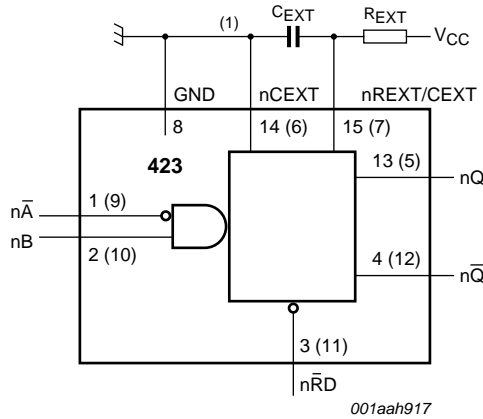 (1) CEXT REXT VCC
GND nCEXT nREXT/CEXT
8 14 (6) 15 (7)
423 13 (5) nQ
nA̅ 1 (9)
nB 2 (10)
4 (12) nQ̅
3 (11)
nR̅D
001aah917